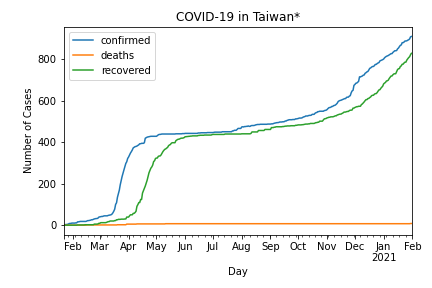 COVID-19 in Taiwan*
confirmed
deaths
recovered
Number of Cases
800
600
400
200
0
Feb Mar Apr May Jun Jul Aug Sep Oct Nov Dec Jan Feb
2021
Day